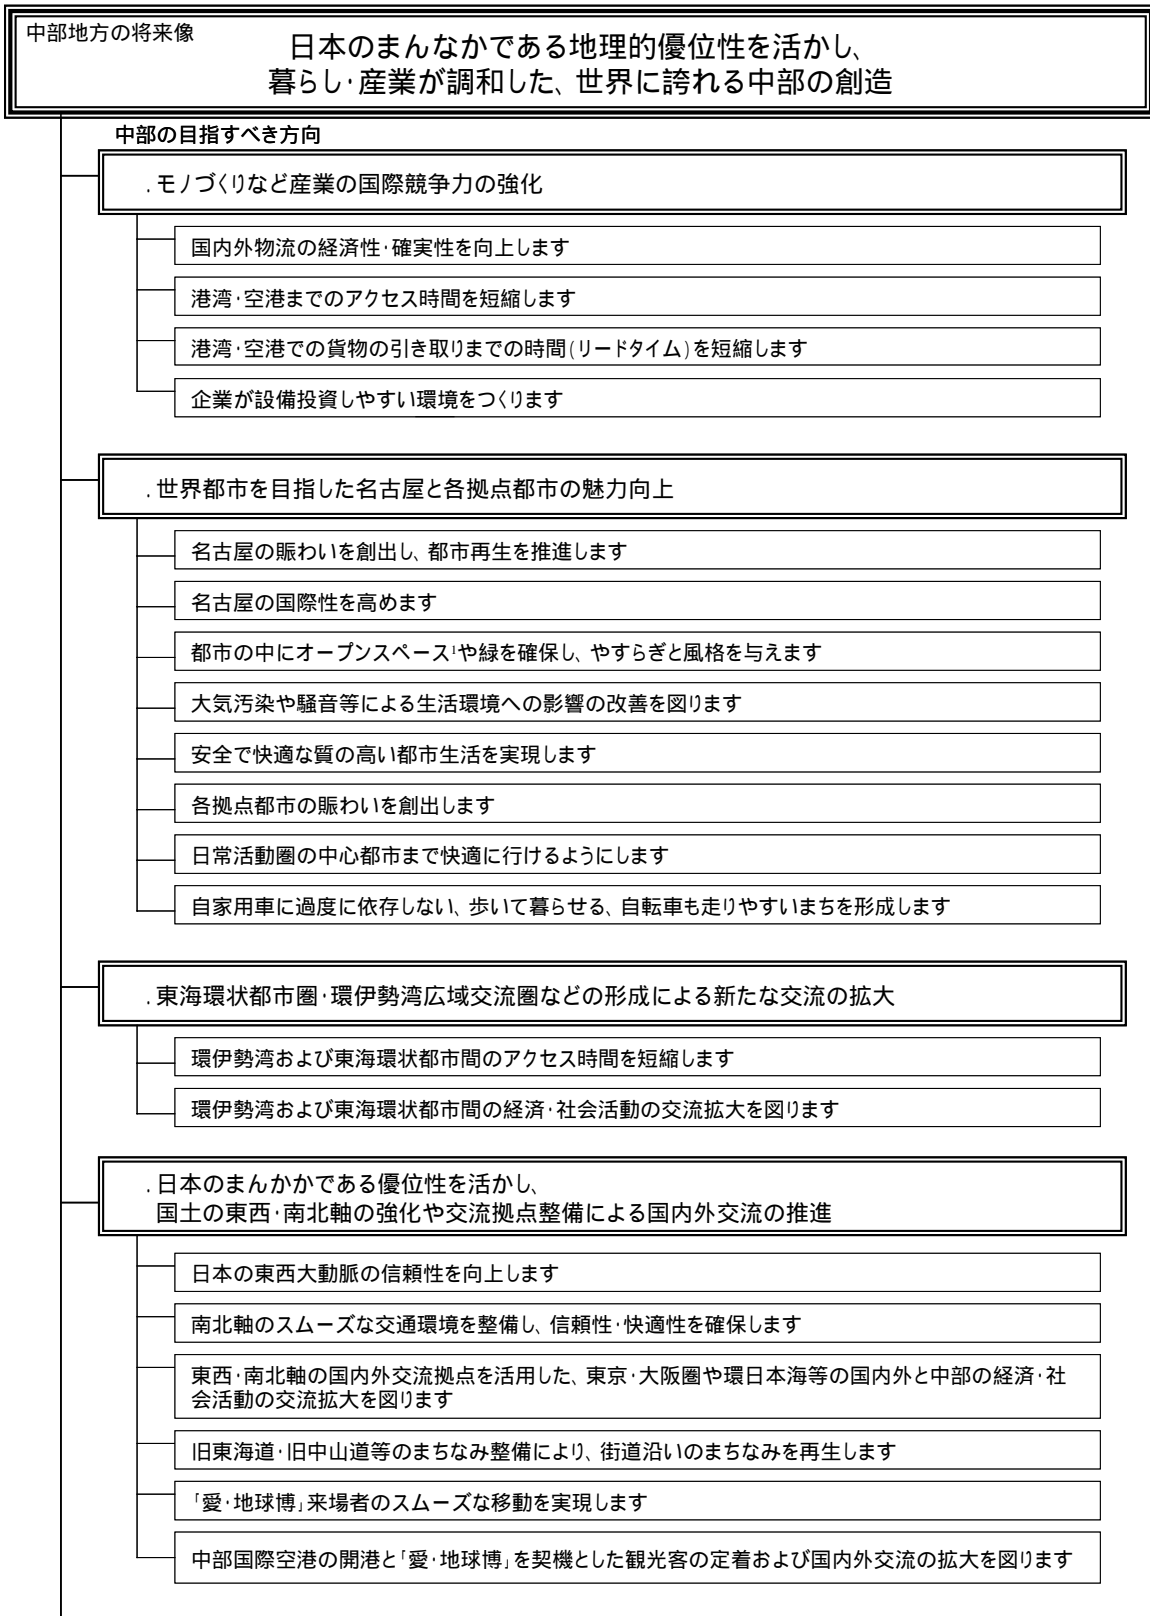 中部地方の将来像
日本のまんなかである地理的優位性を活かし、
暮らし・産業が調和した、世界に誇れる中部の創造
中部の目指すべき方向
．モノづくりなど産業の国際競争力の強化
国内外物流の経済性・確実性を向上します
港湾・空港までのアクセス時間を短縮します
港湾・空港での貨物の引き取りまでの時間(リードタイム)を短縮します
企業が設備投資しやすい環境をつくります
．世界都市を目指した名古屋と各拠点都市の魅力向上
名古屋の賑わいを創出し、都市再生を推進します
名古屋の国際性を高めます
都市の中にオープンスペース¹や緑を確保し、やすらぎと風格を与えます
大気汚染や騒音等による生活環境への影響の改善を図ります
安全で快適な質の高い都市生活を実現します
各拠点都市の賑わいを創出します
日常活動圏の中心都市まで快適に行けるようにします
自家用車に過度に依存しない、歩いて暮らせる、自転車も走りやすいまちを形成します
．東海環状都市圏・環伊勢湾広域交流圏などの形成による新たな交流の拡大
環伊勢湾および東海環状都市間のアクセス時間を短縮します
環伊勢湾および東海環状都市間の経済・社会活動の交流拡大を図ります
．日本のまんかかである優位性を活かし、
国土の東西・南北軸の強化や交流拠点整備による国内外交流の推進
日本の東西大動脈の信頼性を向上します
南北軸のスムーズな交通環境を整備し、信頼性・快適性を確保します
東西・南北軸の国内外交流拠点を活用した、東京・大阪圏や環日本海等の国内外と中部の経済・社
会活動の交流拡大を図ります
旧東海道・旧中山道等のまちなみ整備により、街道沿いのまちなみを再生します
「愛・地球博」来場者のスムーズな移動を実現します
中部国際空港の開港と「愛・地球博」を契機とした観光客の定着および国内外交流の拡大を図ります